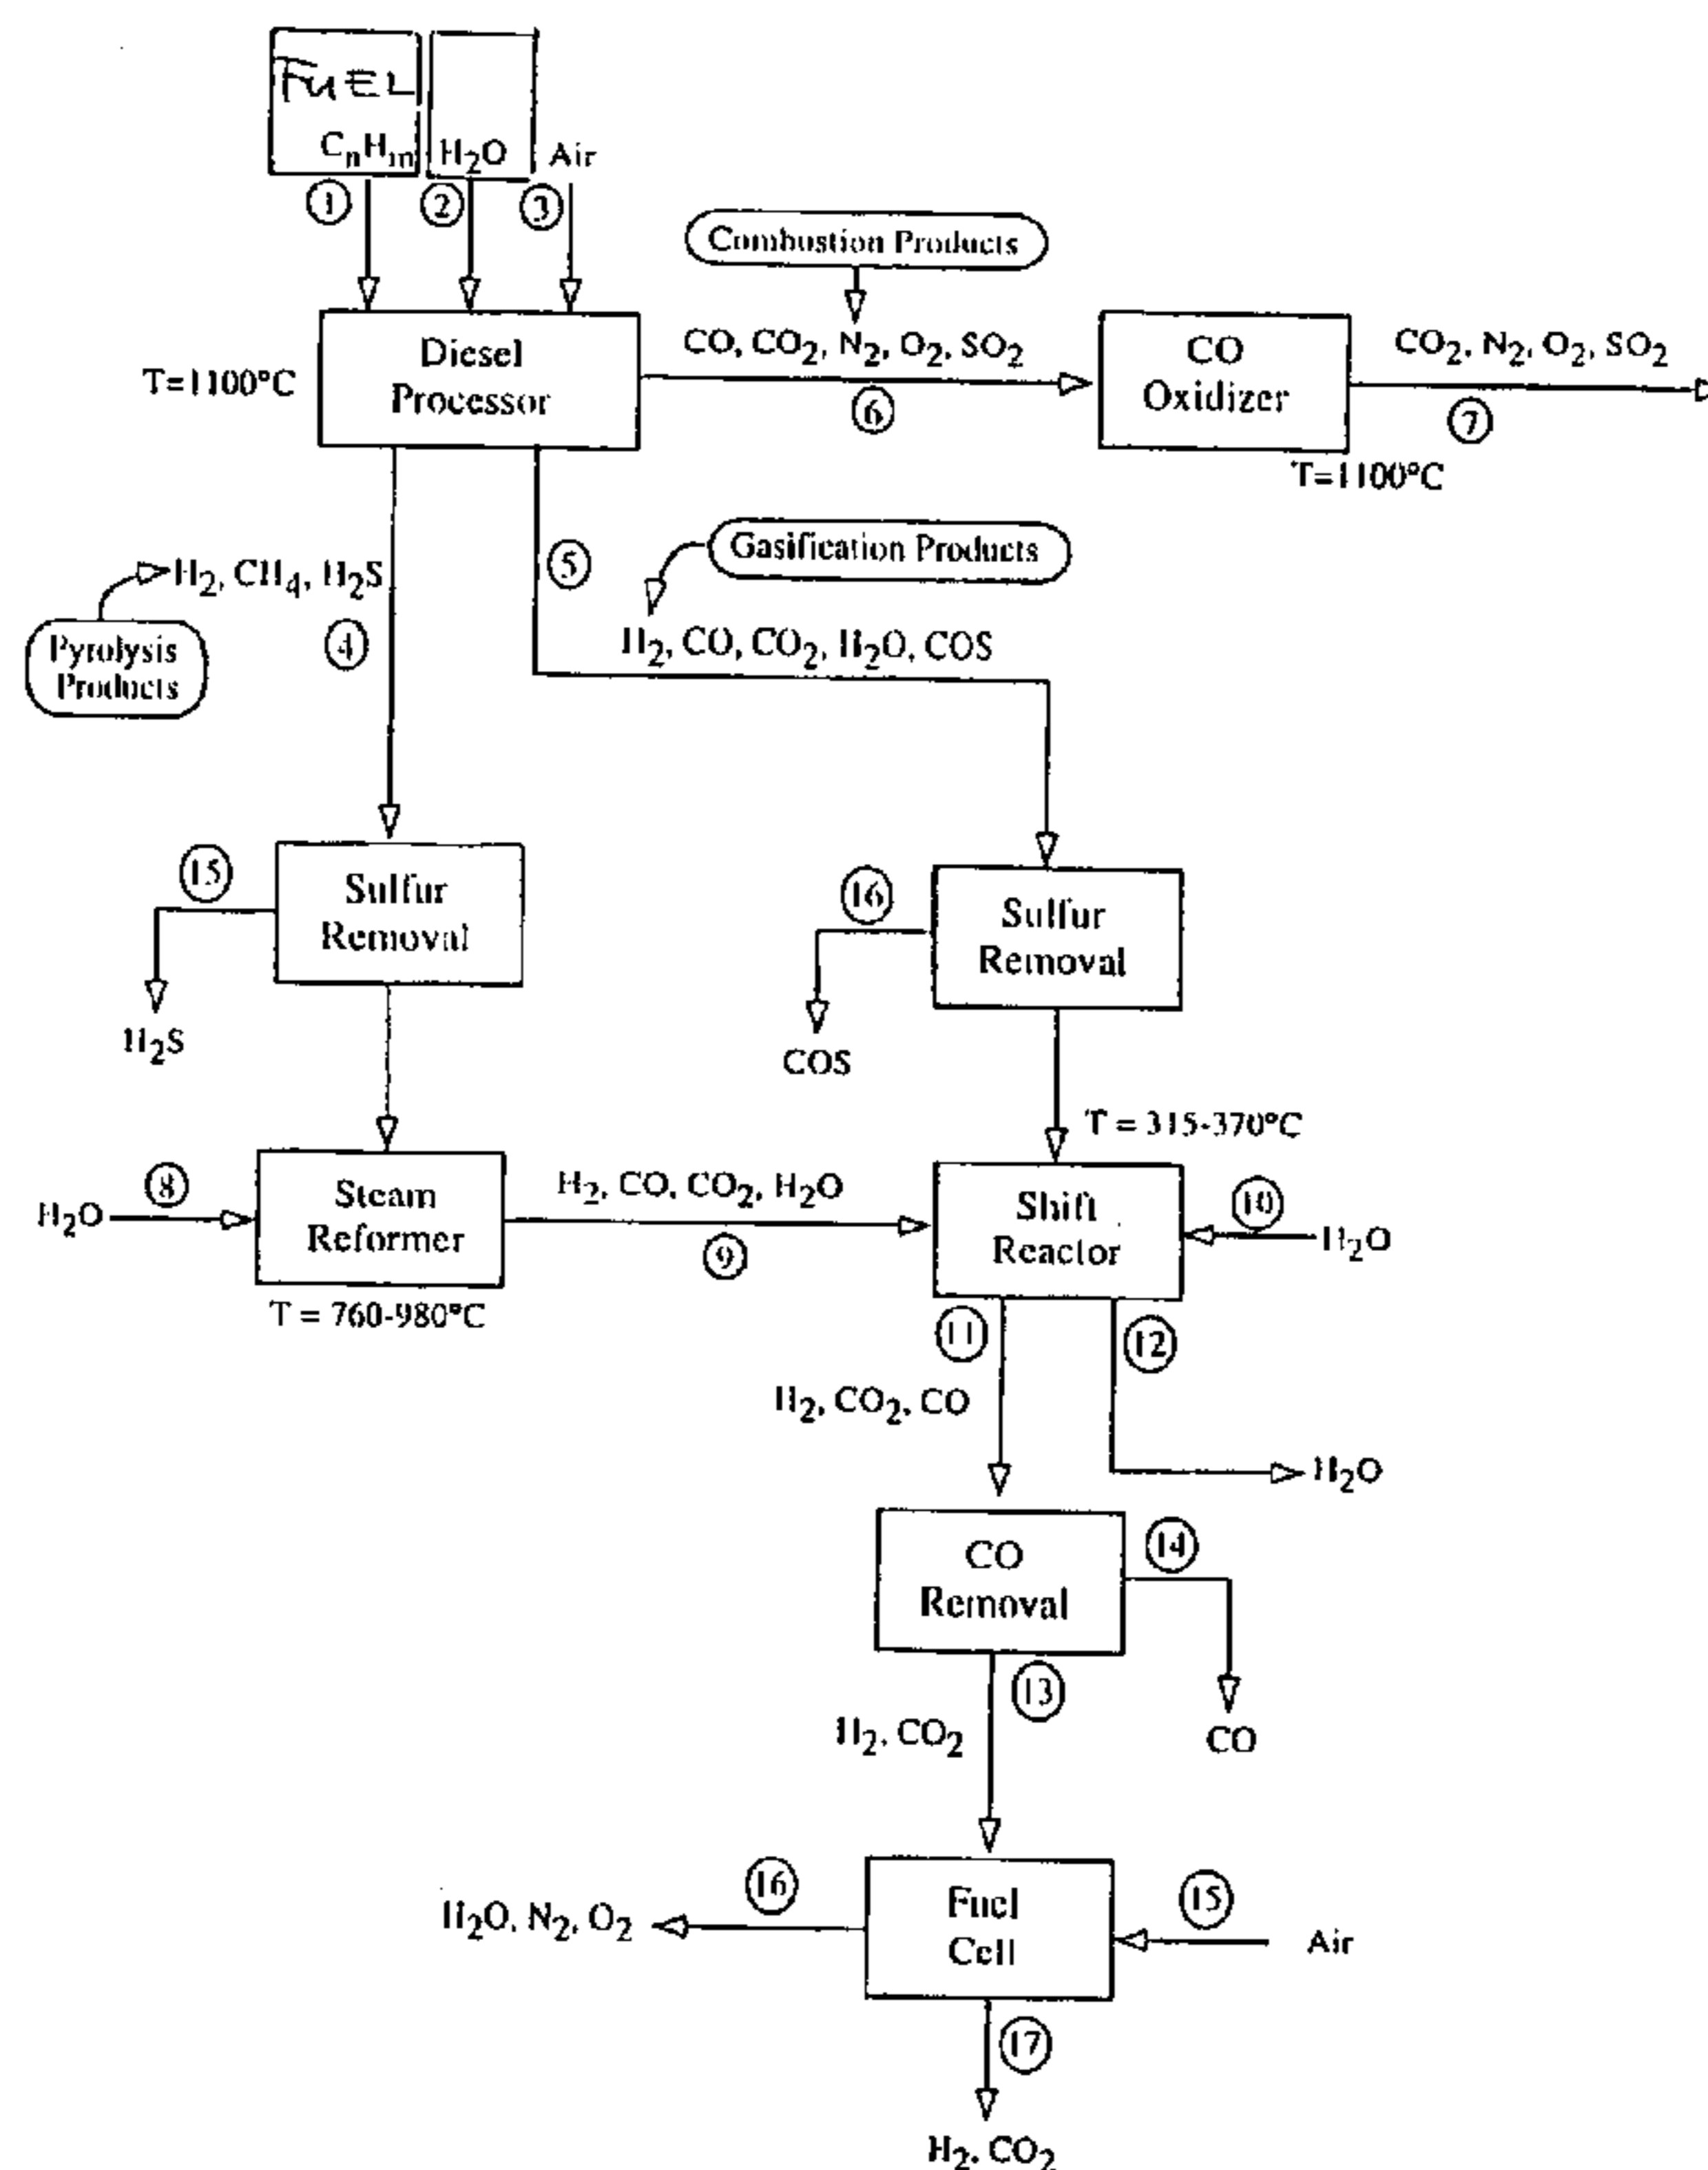 FUEL
CnHm H2O Air
1 2 3
Combustion Products
T=1100°C
Diesel
Processor
CO, CO2, N2, O2, SO2
6
CO
Oxidizer
CO2, N2, O2, SO2
7
T=1100°C
H2, CH4, H2S
4
5
Gasification Products
Pyrolysis
Products
H2, CO, CO2, H2O, COS
15
Sulfur
Removal
H2S
16
Sulfur
Removal
COS
T = 315-370°C
H2O
8
Steam
Reformer
T = 760-980°C
H2, CO, CO2, H2O
9
Shift
Reactor
10
H2O
11
12
H2, CO2, CO
H2O
CO
Removal
14
13
H2, CO2
CO
H2O, N2, O2
16
Fuel
Cell
15
Air
17
H2, CO2